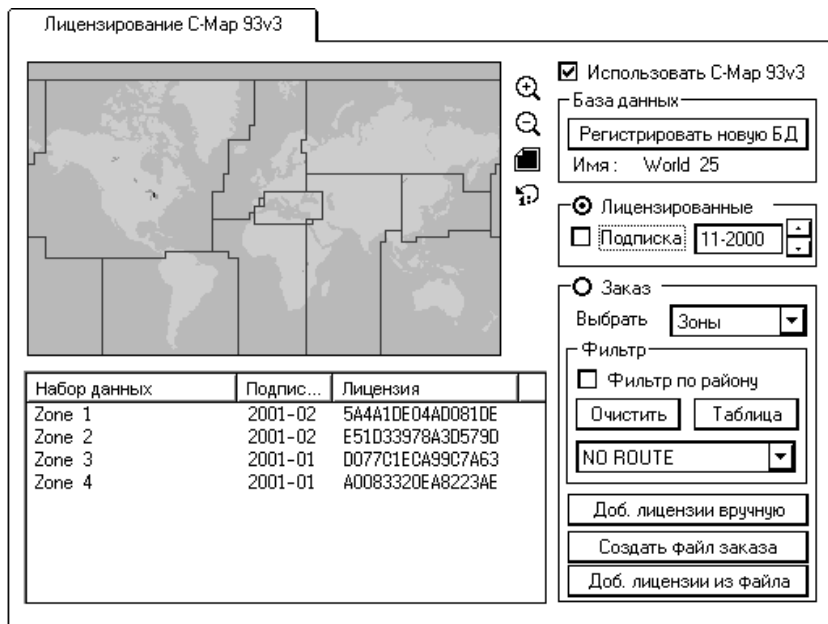 Лицензирование C-Map 93v3
Использовать C-Map 93v3
База данных
Регистрировать новую БД
Имя: World 25
Лицензированные
Подписка 11-2000
Заказ
Выбрать Зоны
Фильтр
Фильтр по району
Очистить Таблица
NO ROUTE
Доб. лицензии вручную
Создать файл заказа
Доб. лицензии из файла
Набор данных Подпис... Лицензия
Zone 1 2001-02 5A4A1DE04AD081DE
Zone 2 2001-02 E51D33978A3D579D
Zone 3 2001-01 D077C1ECA99C7A63
Zone 4 2001-01 A0083320EA8223AE